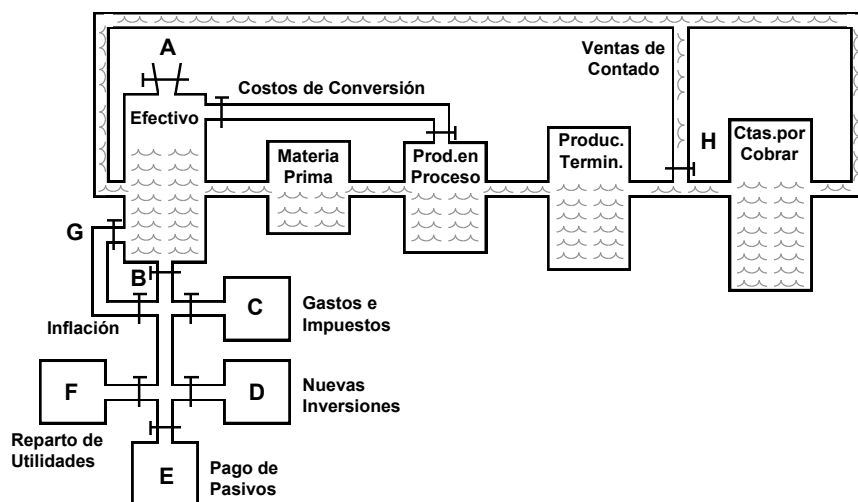 A
Ventas de
Contado
Costos de Conversión
Efectivo
Materia
Prima
Prod.en
Proceso
Produc.
Termin.
H
Ctas.por
Cobrar
G
B
C
Gastos e
Impuestos
Inflación
F
D
Nuevas
Inversiones
Reparto de
Utilidades
E
Pago de
Pasivos